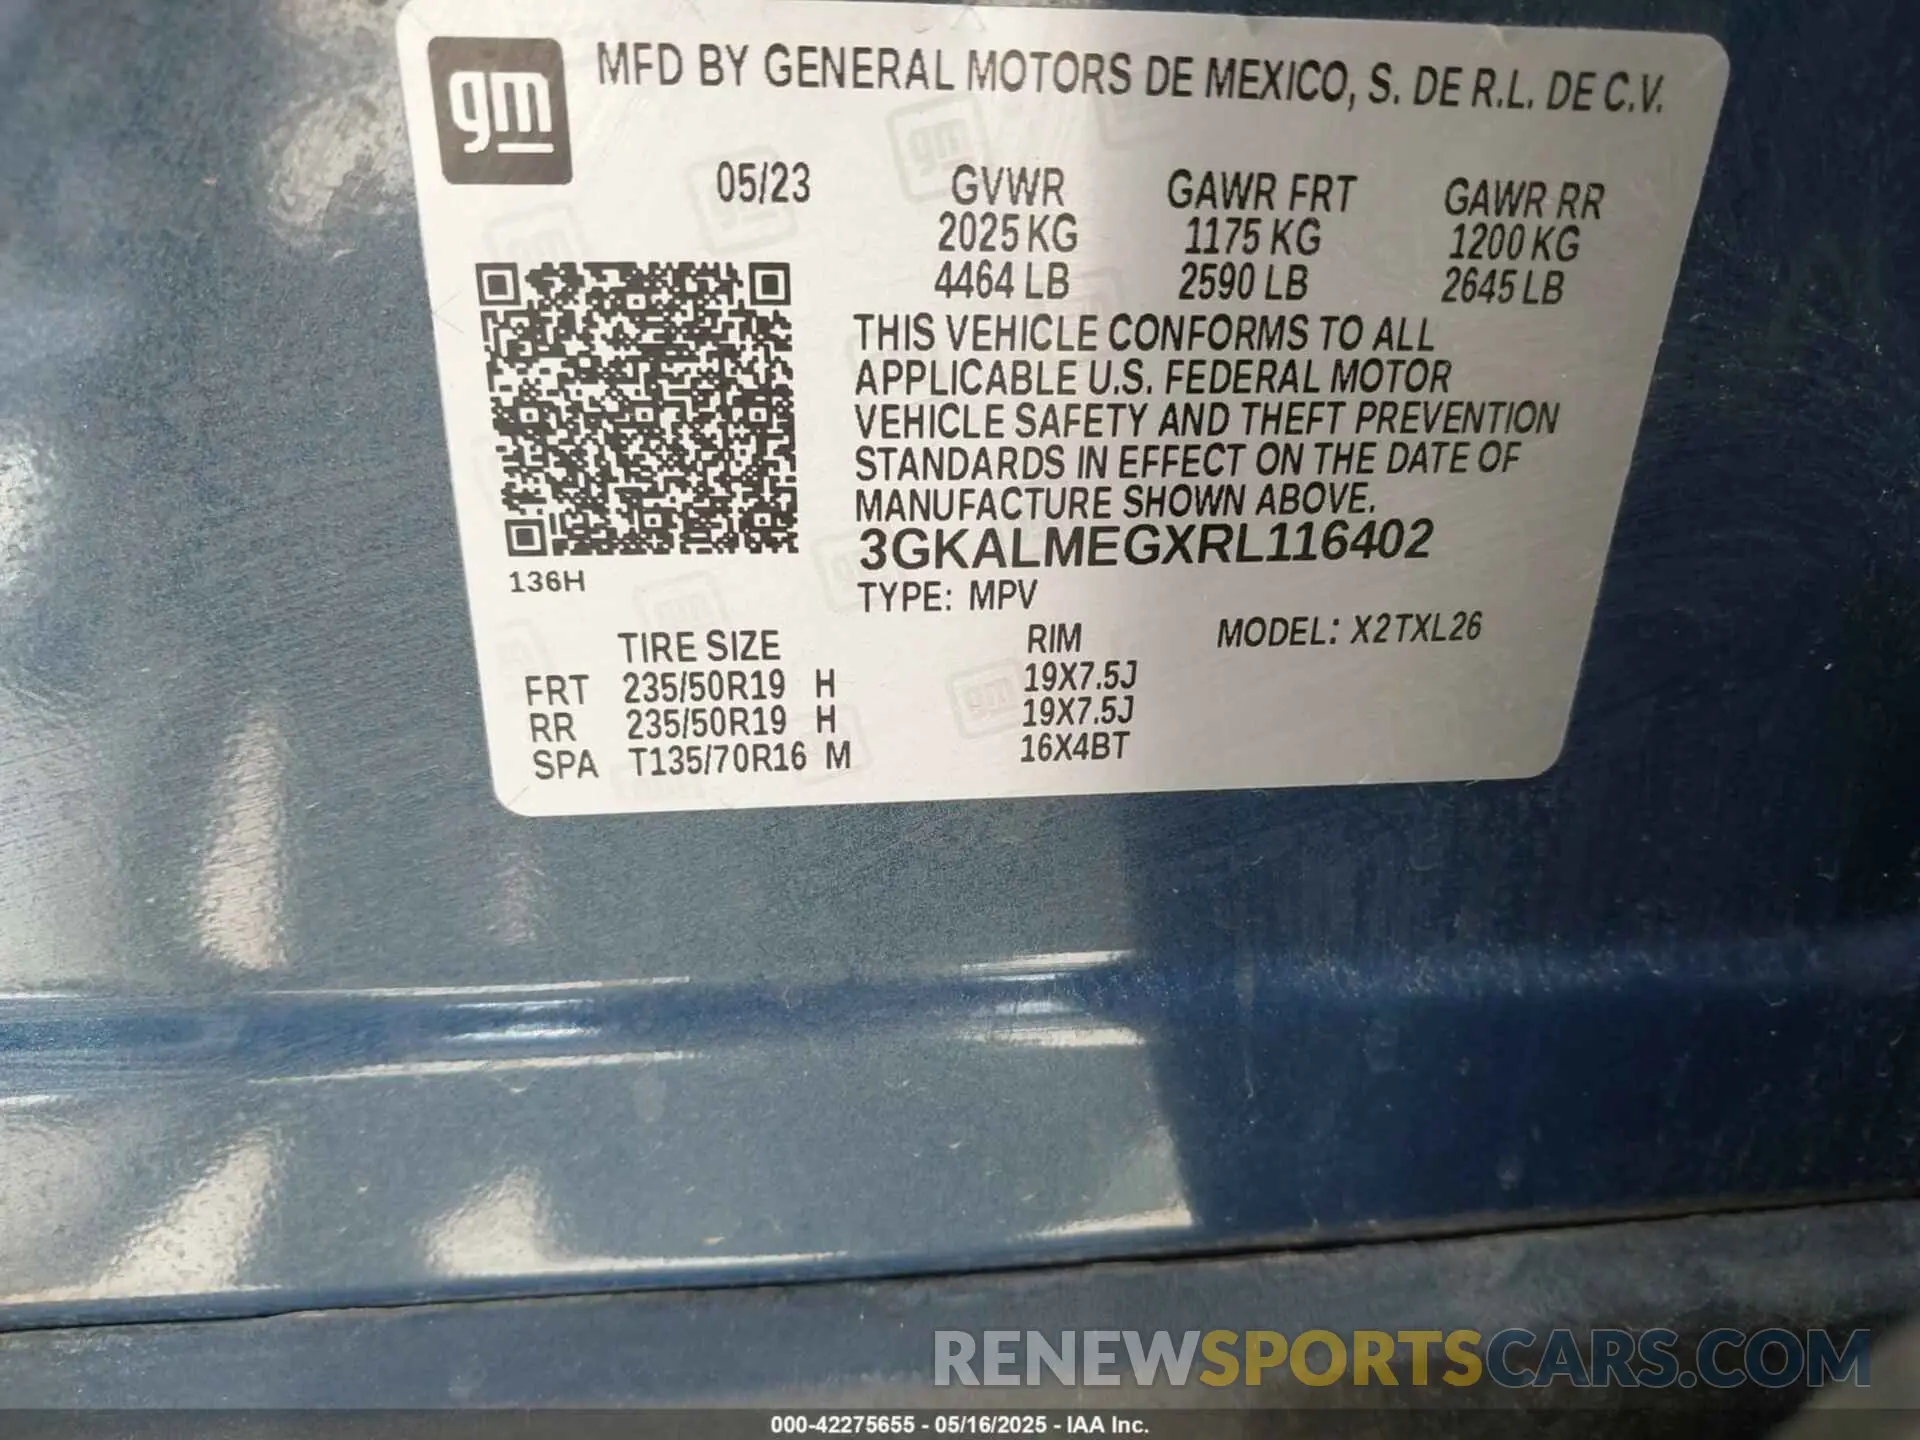 gm
MFD BY GENERAL MOTORS DE MEXICO, S. DE R.L. DE C.V.
05/23 GVWR GAWR FRT GAWR RR
2025 KG 1175 KG 1200 KG
4464 LB 2590 LB 2645 LB
THIS VEHICLE CONFORMS TO ALL
APPLICABLE U.S. FEDERAL MOTOR
VEHICLE SAFETY AND THEFT PREVENTION
STANDARDS IN EFFECT ON THE DATE OF
MANUFACTURE SHOWN ABOVE.
3GKALMEGXRL116402
136H
TYPE: MPV
TIRE SIZE RIM MODEL: X2TXL26
FRT 235/50R19 H 19X7.5J
RR 235/50R19 H 19X7.5J
SPA T135/70R16 M 16X4BT
RENEWSPORTSCARS.COM
000-42275655 - 05/16/2025 - IAA Inc.